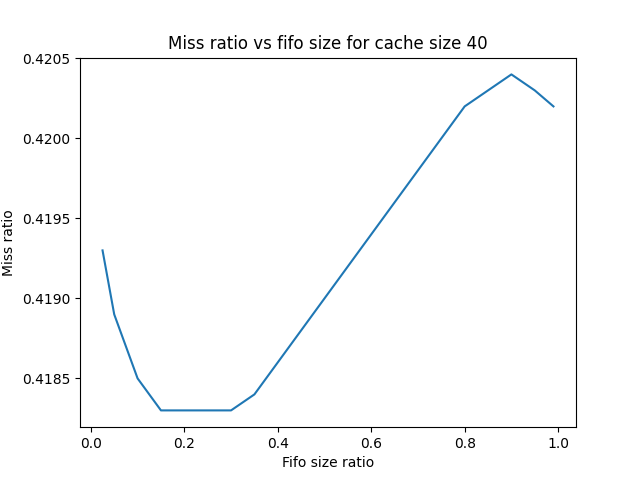 Miss ratio vs fifo size for cache size 40
0.4205
0.4200
0.4195
0.4190
0.4185
Miss ratio
0.0 0.2 0.4 0.6 0.8 1.0
Fifo size ratio